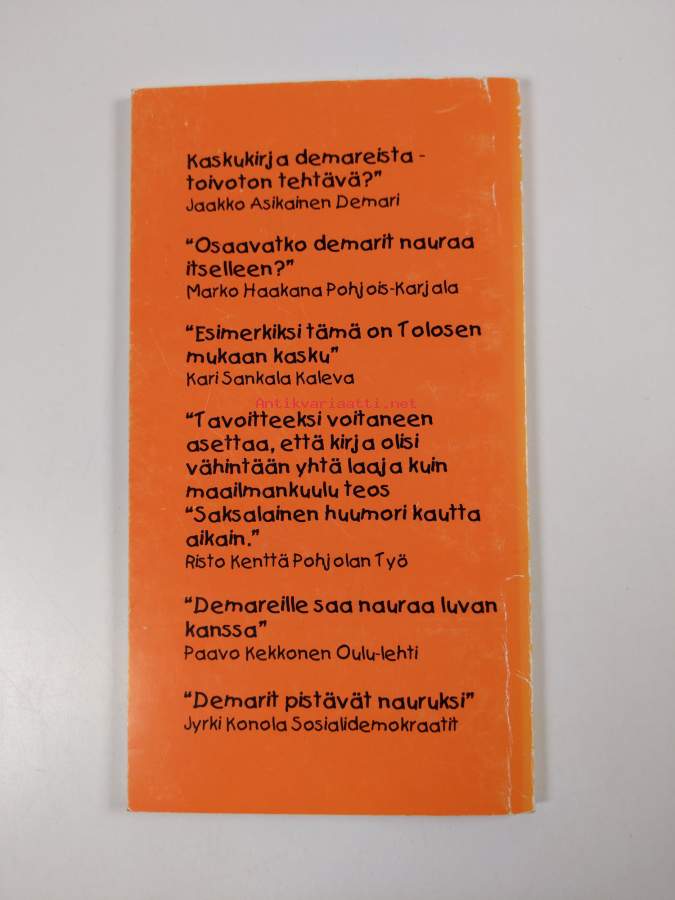 Kaskukirja demareista -
toivoton tehtävä?”
Jaakko Asikainen Demari
“Osaavatko demarit nauraa
itselleen?”
Marko Haakana Pohjois-Karjala
“Esimerkiksi tämä on Tolosen
mukaan kasku”
Kari Sankala Kaleva
Antikvariaatti.net
“Tavoitteeksi voitaneen
asettaa, että kirja olisi
vähintään yhtä laaja kuin
maailmankuulu teos
“Saksalainen huumori kautta
aikain.”
Risto Kenttä Pohjolan Työ
“Demareille saa nauraa luvan
kanssa”
Paavo Kekkonen Oulu-lehti
“Demarit pistävät nauruksi”
Jyrki Konola Sosialidemokraatit